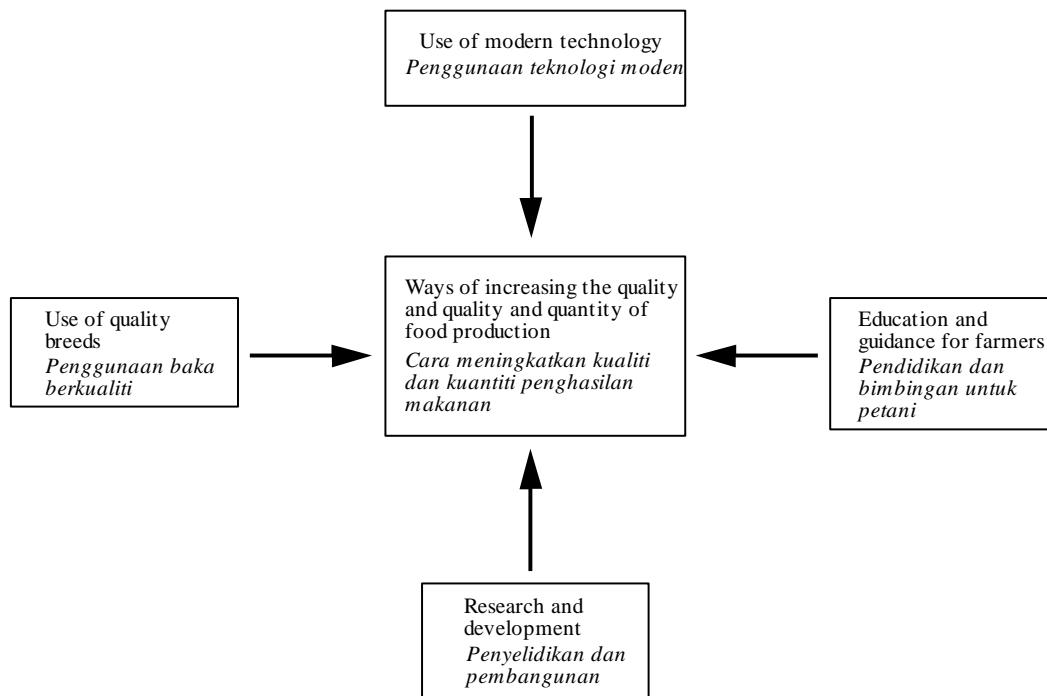 Use of modern technology
Penggunaan teknologi moden
Ways of increasing the quality
and quality and quantity of
food production
Cara meningkatkan kualiti
dan kuantiti penghasilan
makanan
Use of quality
breeds
Penggunaan baka
berkualiti
Education and
guidance for farmers
Pendidikan dan
bimbingan untuk
petani
Research and
development
Penyelidikan dan
pembangunan